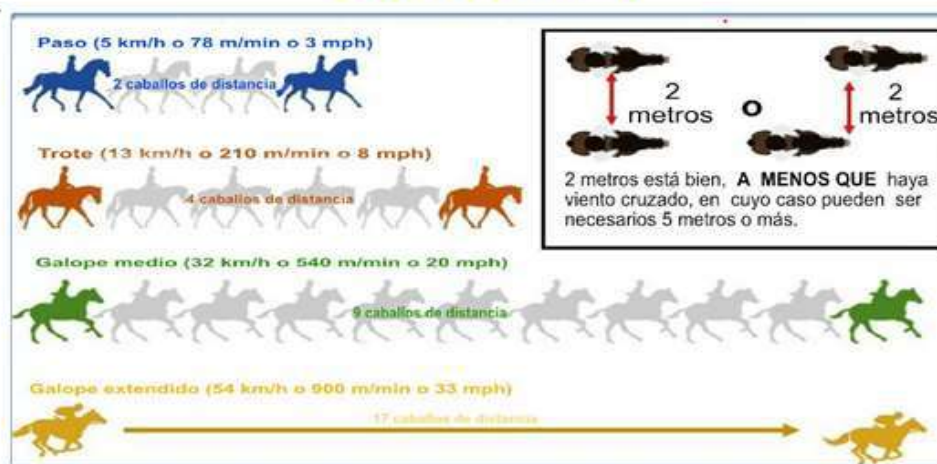 Paso (5 km/h o 78 m/min o 3 mph)
2 caballos de distancia
Trote (13 km/h o 210 m/min o 8 mph)
4 caballos de distancia
Galope medio (32 km/h o 540 m/min o 20 mph)
9 caballos de distancia
Galope extendido (54 km/h o 900 m/min o 33 mph)
17 caballos de distancia
2
metros
O
2
metros
2 metros está bien, A MENOS QUE haya
viento cruzado, en cuyo caso pueden ser
necesarios 5 metros o más.